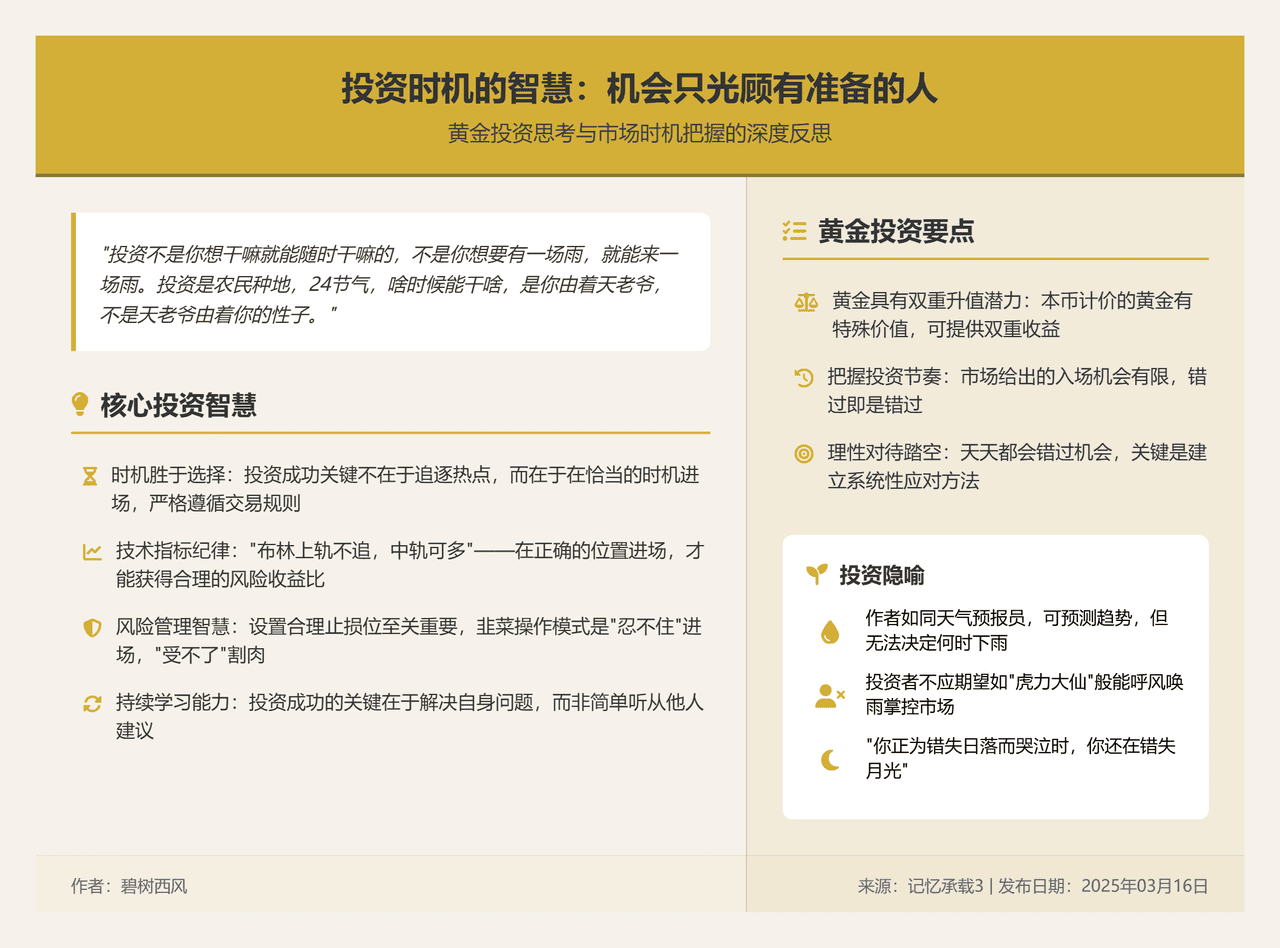 投资时机的智慧：机会只光顾有准备的人
黄金投资思考与市场时机把握的深度反思
"投资不是你想干嘛就能随时干嘛的，不是你想要有一场雨，就能来一
场雨。投资是农民种地，24节气，啥时候能干啥，是你由着天老爷，
不是天老爷由着你的性子。"
核心投资智慧
时机胜于选择：投资成功关键不在于追逐热点，而在于在恰当的时机进
场，严格遵循交易规则
技术指标纪律："布林上轨不追，中轨可多"——在正确的位置进场，才
能获得合理的风险收益比
风险管理智慧：设置合理止损位至关重要，韭菜操作模式是"忍不住"进
场，"受不了"割肉
持续学习能力：投资成功的关键在于解决自身问题，而非简单听从他人
建议
黄金投资要点
黄金具有双重升值潜力：本币计价的黄金有
特殊价值，可提供双重收益
把握投资节奏：市场给出的入场机会有限，错
过即是错过
理性对待踏空：天天都会错过机会，关键是建
立系统性应对方法
投资隐喻
作者如同天气预报员，可预测趋势，但
无法决定何时下雨
投资者不应期望如"虎力大仙"般能呼风唤
雨掌控市场
"你正为错失日落而哭泣时，你还在错失
月光"
作者：碧树西风
来源：记忆承载3 | 发布日期：2025年03月16日